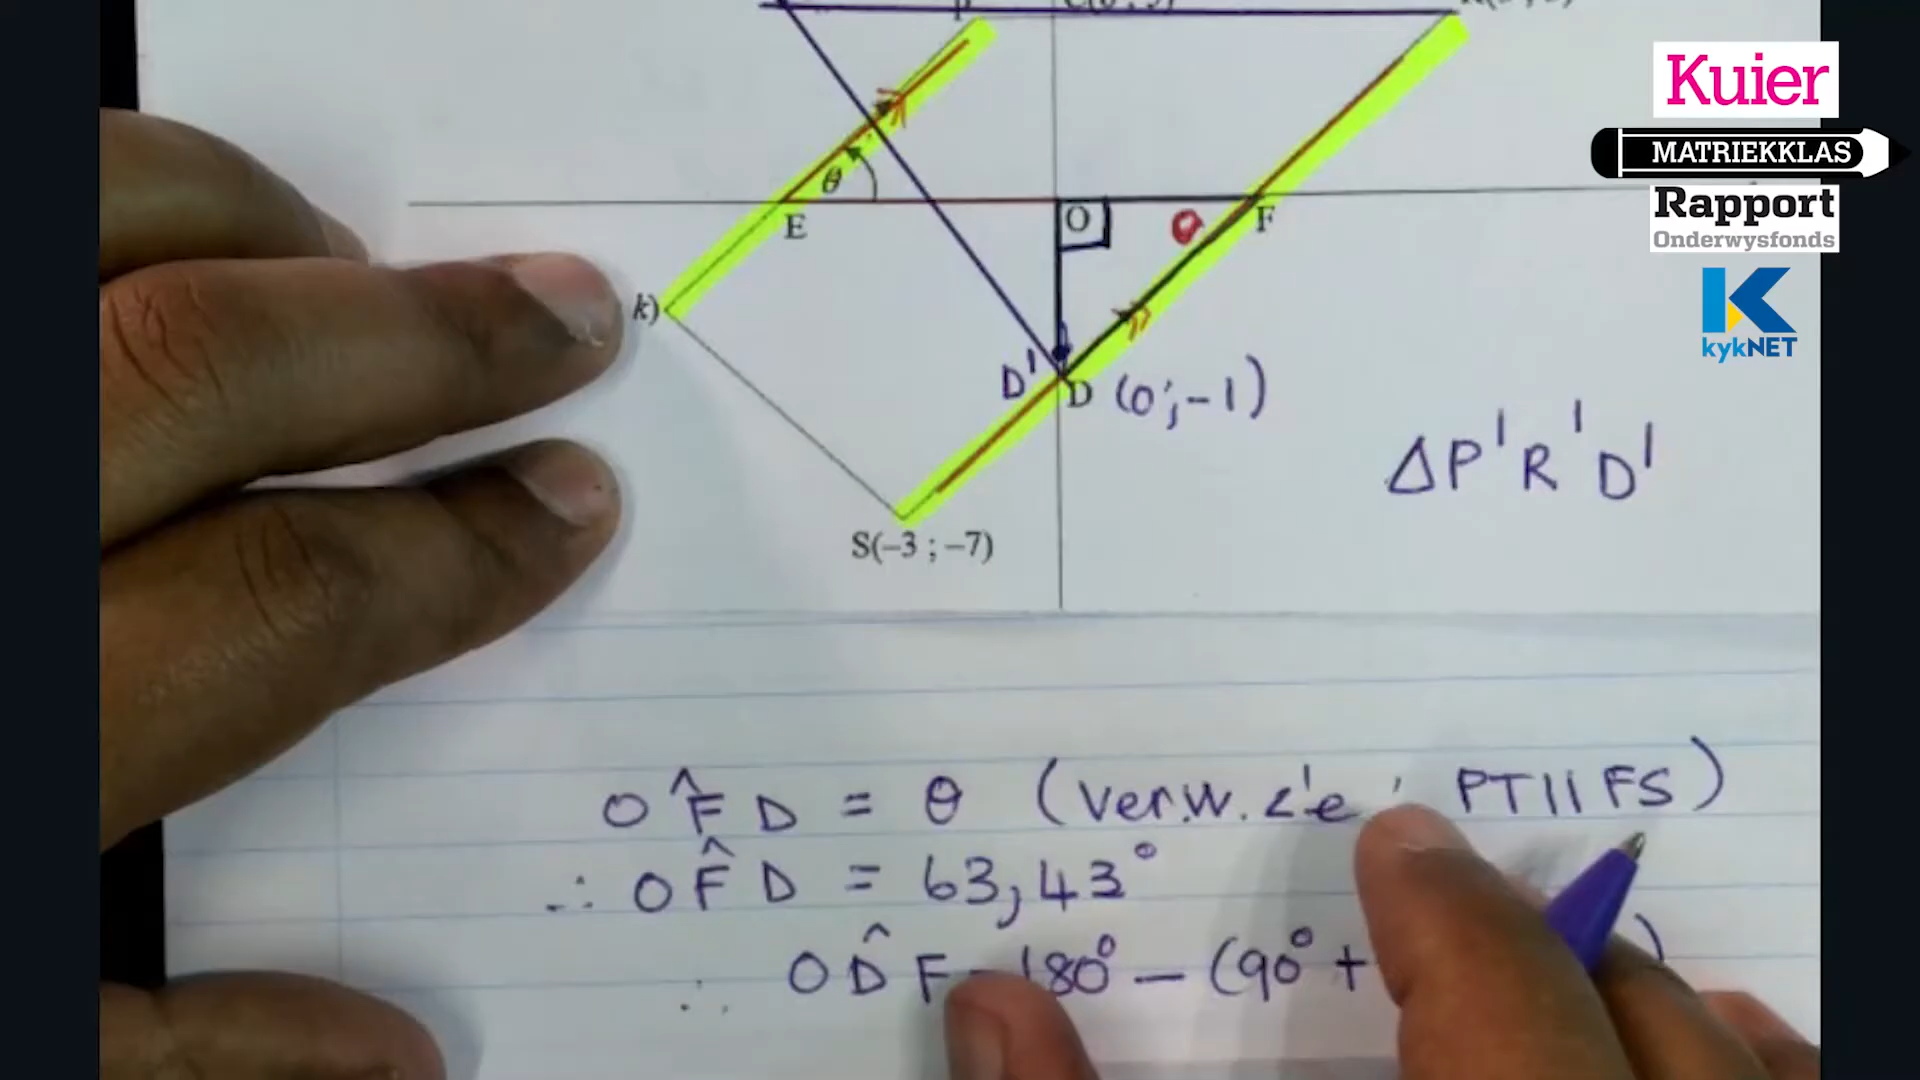 Kuier
MATRIEKKLAS
Rapport
Onderwysfonds
kykNET
θ
E
O
F
k)
D'
D (0;-1)
ΔP'R'D'
S(–3 ; –7)
OF̂D = θ (verw. ∠'e ; PT || FS)
∴ OF̂D = 63,43°
∴ OD̂F = 180° – (90° +